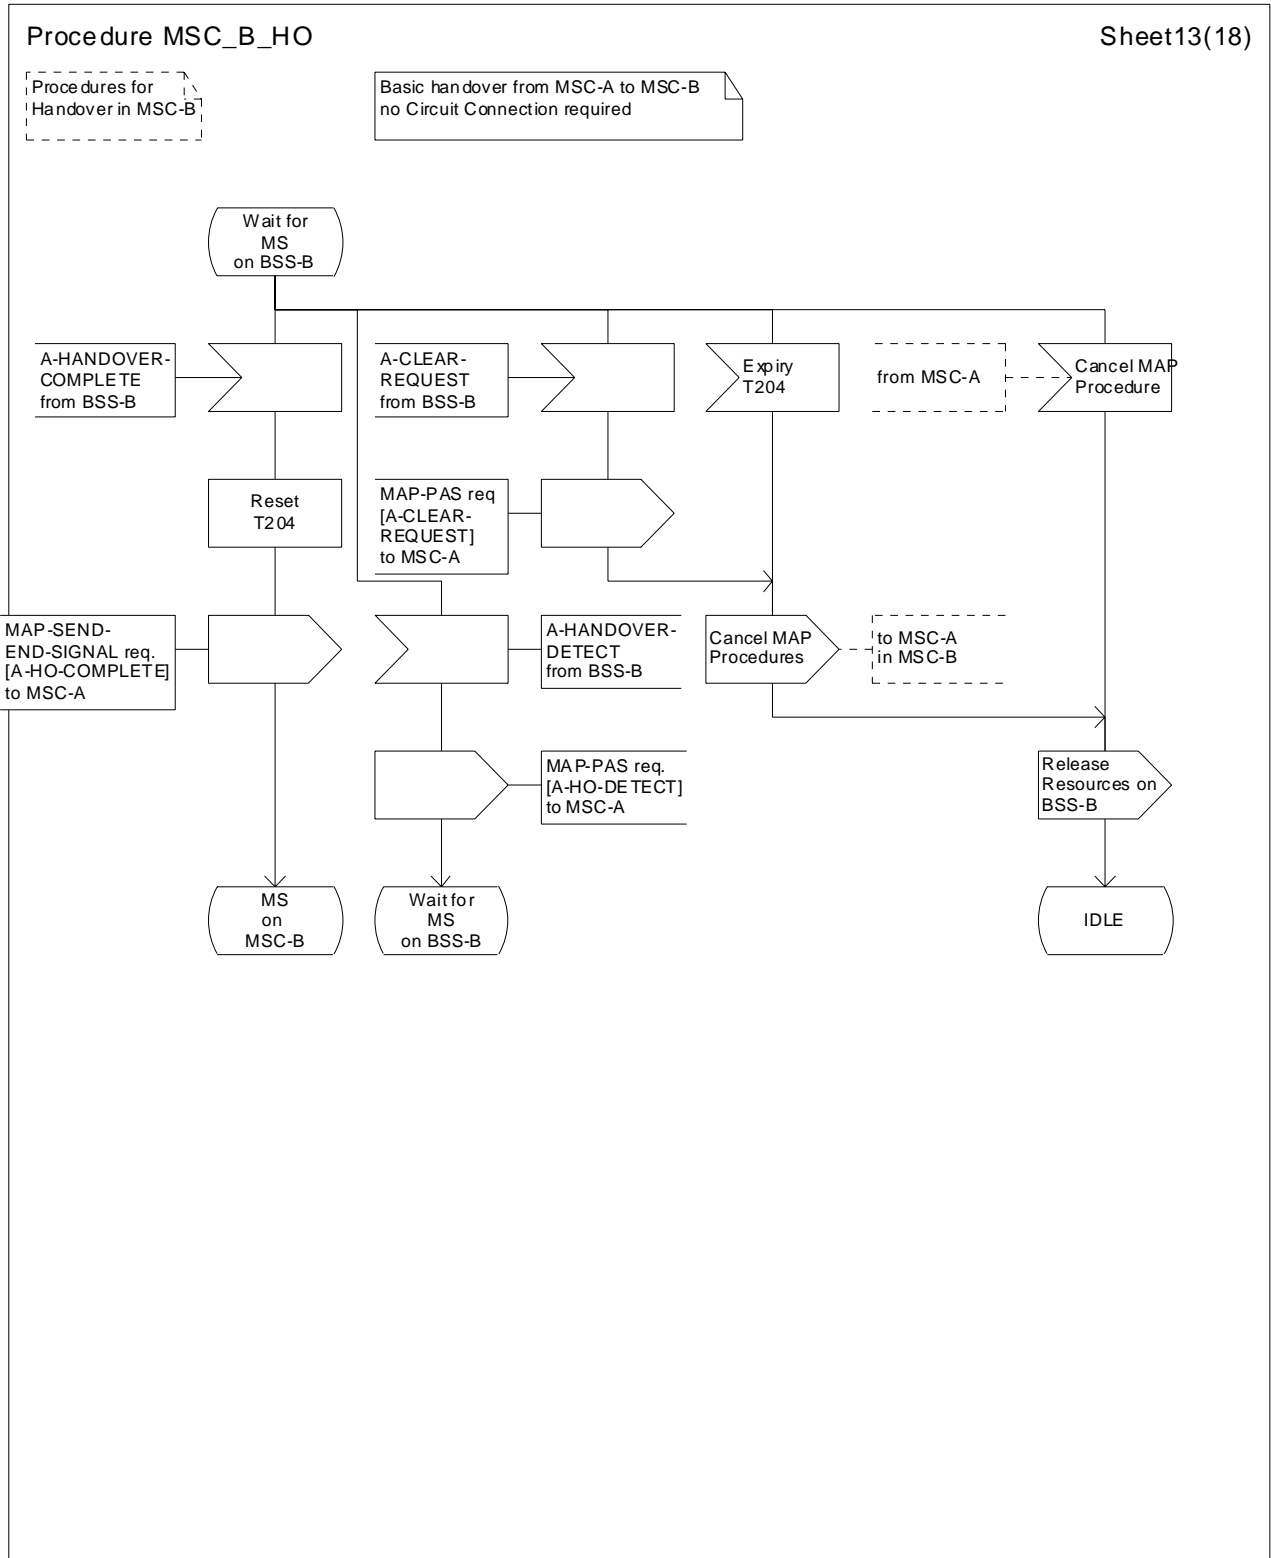 Procedure MSC_B_HO
Sheet13(18)
Procedures for
Handover in MSC-B
Basic handover from MSC-A to MSC-B
no Circuit Connection required
Wait for
MS
on BSS-B
A-HANDOVER-
COMPLETE
from BSS-B
A-CLEAR-
REQUEST
from BSS-B
Expiry
T204
from MSC-A
Cancel MAP
Procedure
Reset
T204
MAP-PAS req
[A-CLEAR-
REQUEST]
to MSC-A
MAP-SEND-
END-SIGNAL req.
[A-HO-COMPLETE]
to MSC-A
A-HANDOVER-
DETECT
from BSS-B
Cancel MAP
Procedures
to MSC-A
in MSC-B
MAP-PAS req.
[A-HO-DETECT]
to MSC-A
Release
Resources on
BSS-B
MS
on
MSC-B
Wait for
MS
on BSS-B
IDLE